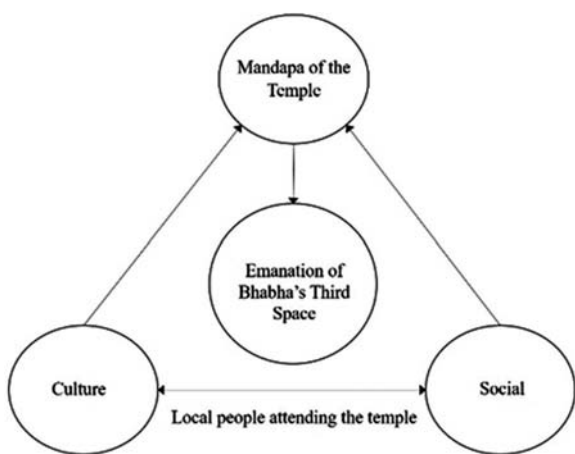 Mandapa of the
Temple
Emanation of
Bhabha's Third
Space
Culture
Social
Local people attending the temple